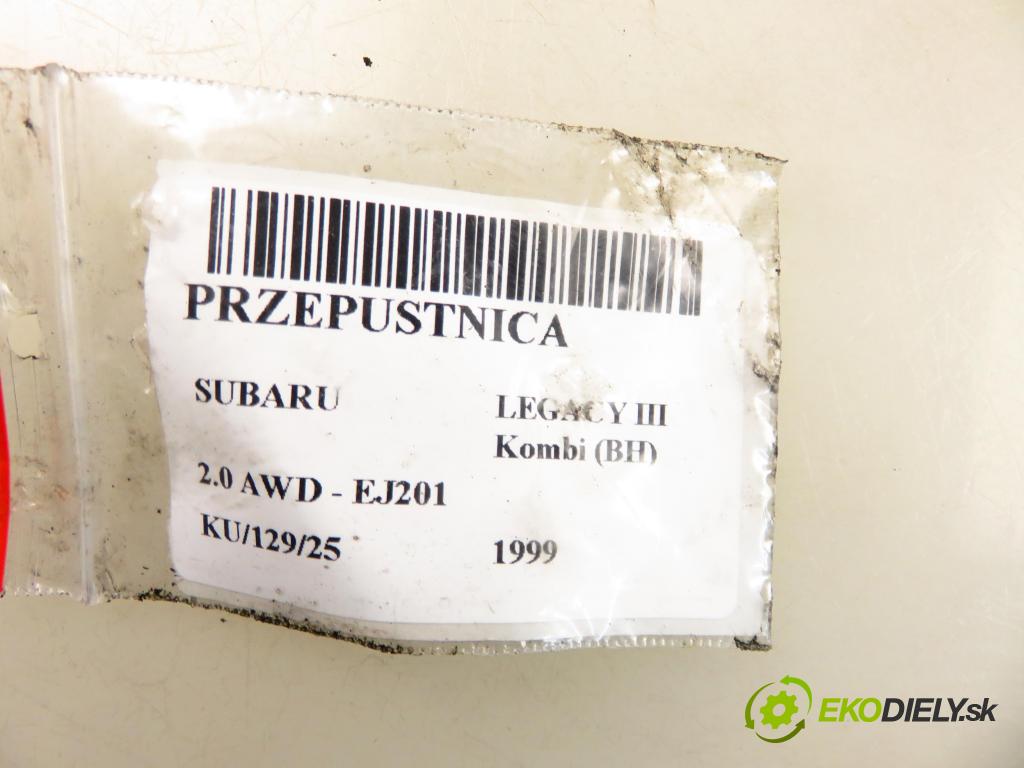 PRZEPUSTNICA
SUBARU
LEGACY III
Kombi (BH)
2.0 AWD - EJ201
KU/129/25
1999
EKODIELY.sk